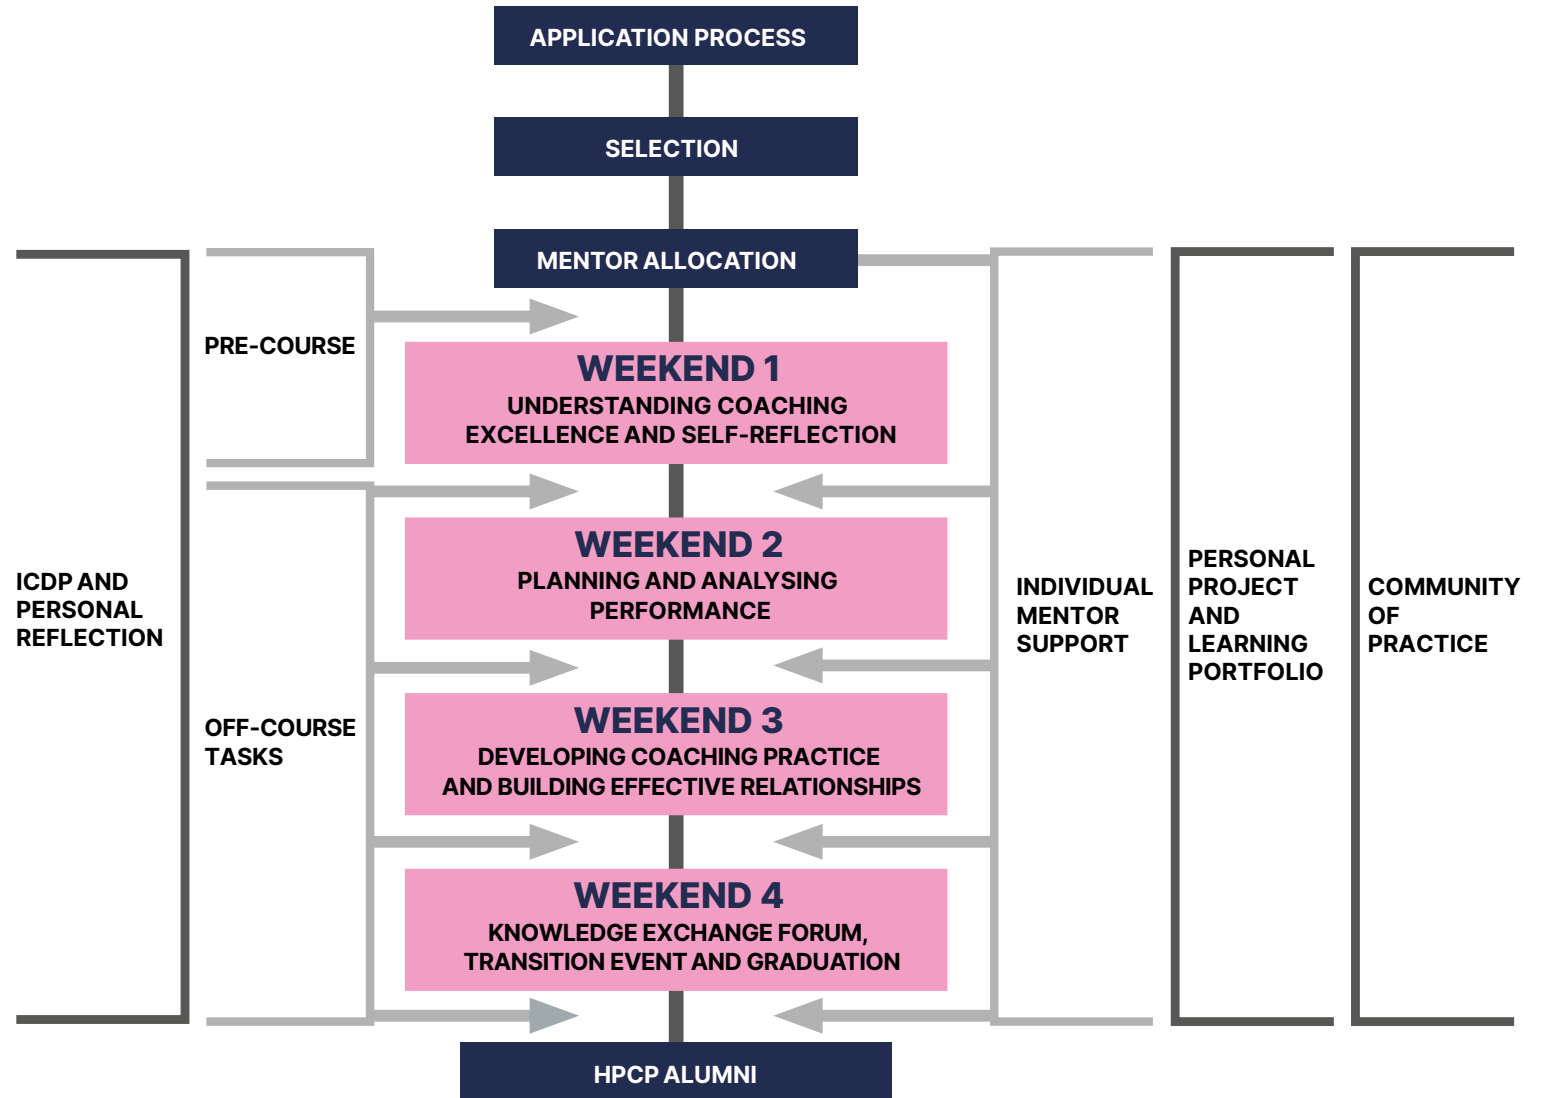 APPLICATION PROCESS
SELECTION
MENTOR ALLOCATION
PRE-COURSE
WEEKEND 1
UNDERSTANDING COACHING
EXCELLENCE AND SELF-REFLECTION
WEEKEND 2
PLANNING AND ANALYSING
PERFORMANCE
ICDP AND
PERSONAL
REFLECTION
INDIVIDUAL
MENTOR
SUPPORT
PERSONAL
PROJECT
AND
LEARNING
PORTFOLIO
COMMUNITY
OF
PRACTICE
OFF-COURSE
TASKS
WEEKEND 3
DEVELOPING COACHING PRACTICE
AND BUILDING EFFECTIVE RELATIONSHIPS
WEEKEND 4
KNOWLEDGE EXCHANGE FORUM,
TRANSITION EVENT AND GRADUATION
HPCP ALUMNI